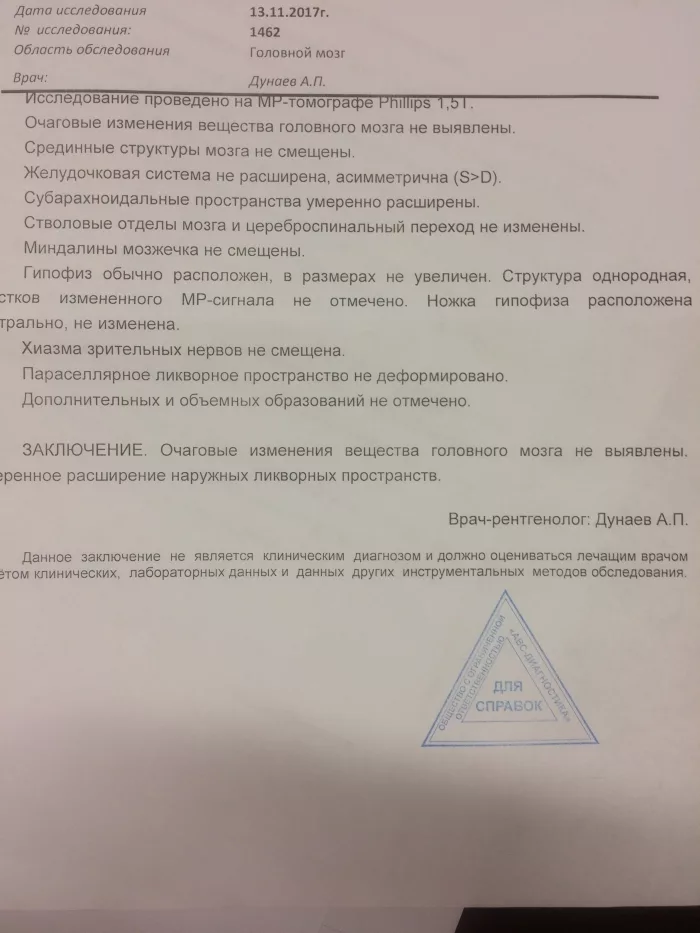 Дата исследования 13.11.2017г.
№ исследования: 1462
Область обследования Головной мозг
Врач: Дунаев А.П.
Исследование проведено на МР-томографе Phillips 1,5Т.
Очаговые изменения вещества головного мозга не выявлены.
Срединные структуры мозга не смещены.
Желудочковая система не расширена, асимметрична (S>D).
Субарахноидальные пространства умеренно расширены.
Стволовые отделы мозга и цереброспинальный переход не изменены.
Миндалины мозжечка не смещены.
Гипофиз обычно расположен, в размерах не увеличен. Структура однородная,
стков измененного МР-сигнала не отмечено. Ножка гипофиза расположена
трально, не изменена.
Хиазма зрительных нервов не смещена.
Параселлярное ликворное пространство не деформировано.
Дополнительных и объемных образований не отмечено.
ЗАКЛЮЧЕНИЕ. Очаговые изменения вещества головного мозга не выявлены.
еренное расширение наружных ликворных пространств.
Врач-рентгенолог: Дунаев А.П.
Данное заключение не является клиническим диагнозом и должно оцениваться лечащим врачом
ётом клинических, лабораторных данных и данных других инструментальных методов обследования.
ОБЩЕСТВО С ОГРАНИЧЕННОЙ
ОТВЕТСТВЕННОСТЬЮ
«АВС-ДИАГНОСТИКА»
ДЛЯ
СПРАВОК